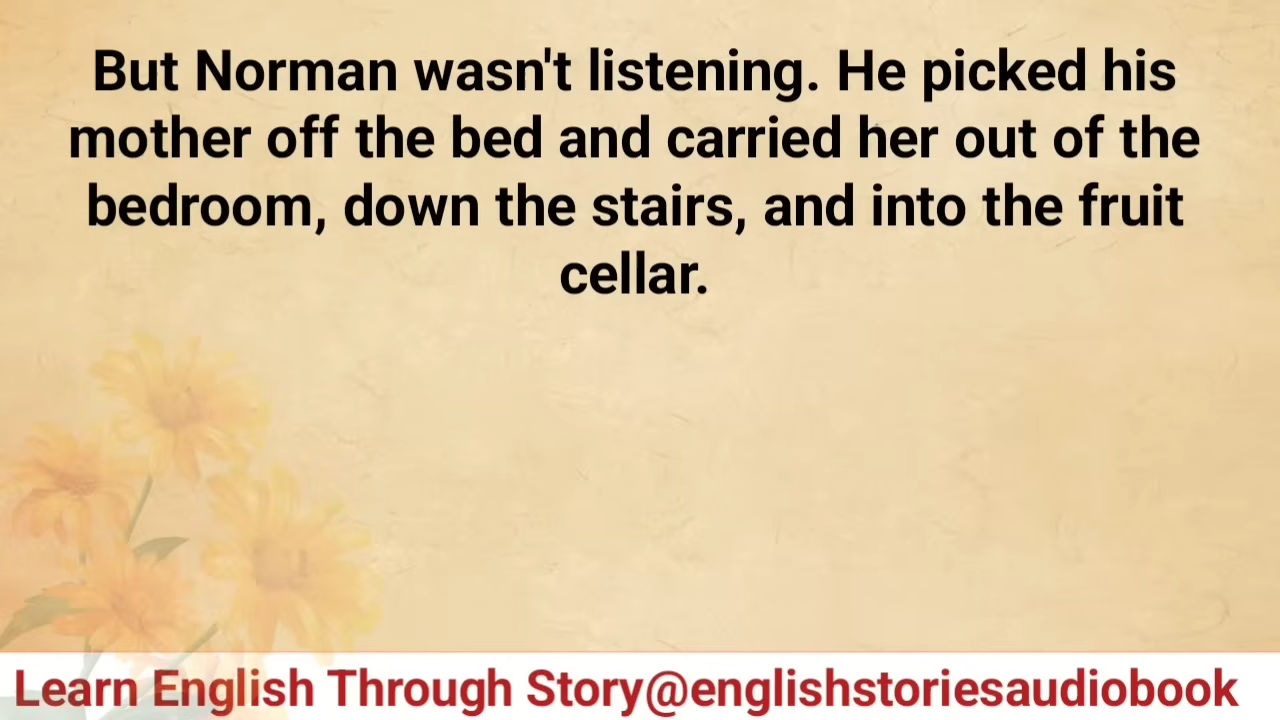 But Norman wasn't listening. He picked his
mother off the bed and carried her out of the
bedroom, down the stairs, and into the fruit
cellar.
Learn English Through Story@englishstoriesaudiobook